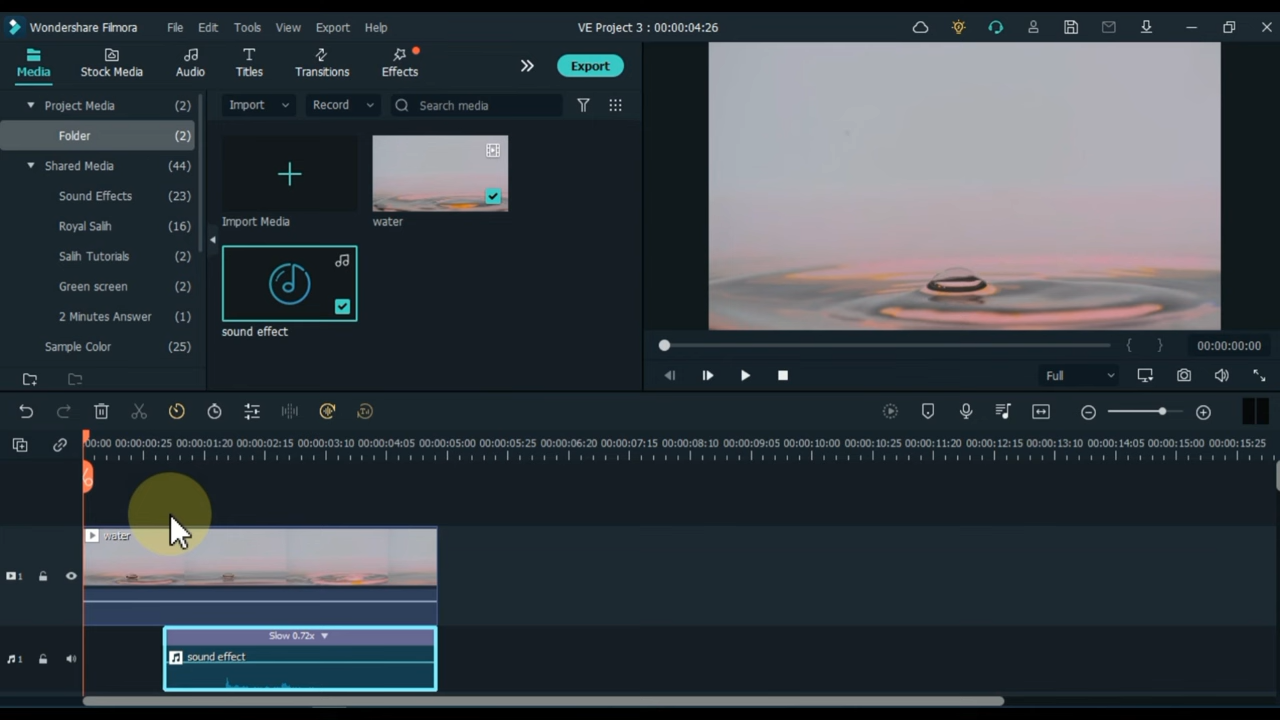 Wondershare Filmora File Edit Tools View Export Help VE Project 3 : 00:00:04:26
Media Stock Media Audio Titles Transitions Effects Export
Project Media (2)
Folder (2)
Shared Media (44)
Sound Effects (23)
Royal Salih (16)
Salih Tutorials (2)
Green screen (2)
2 Minutes Answer (1)
Sample Color (25)
Import Record Search media
Import Media water
sound effect
00:00:00:00
Full
00:00 00:00:00:25 00:00:01:20 00:00:02:15 00:00:03:10 00:00:04:05 00:00:05:00 00:00:05:25 00:00:06:20 00:00:07:15 00:00:08:10 00:00:09:05 00:00:10:00 00:00:10:25 00:00:11:20 00:00:12:15 00:00:13:10 00:00:14:05 00:00:15:00 00:00:15:25
water
1
Slow 0.72x
sound effect
1